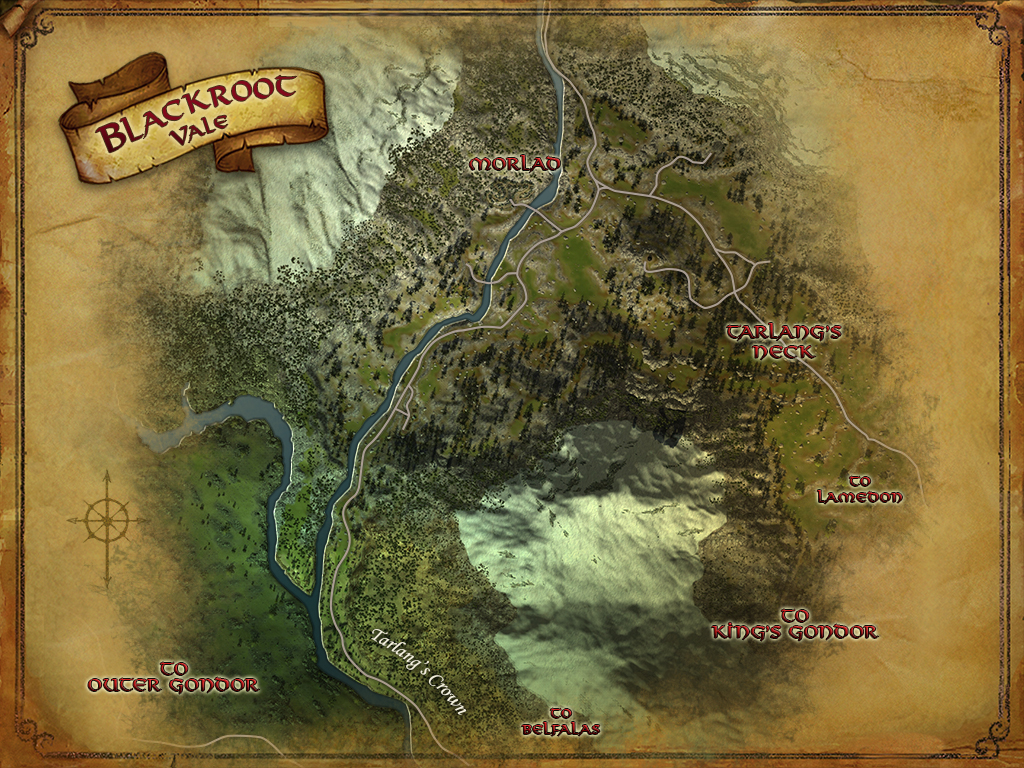 BLACKROOT
VALE
MORLAD
TARLANG'S
NECK
TO
LAMEDON
TO
KING'S GONDOR
TO
OUTER GONDOR
Tarlang's Crown
TO
BELFALAS